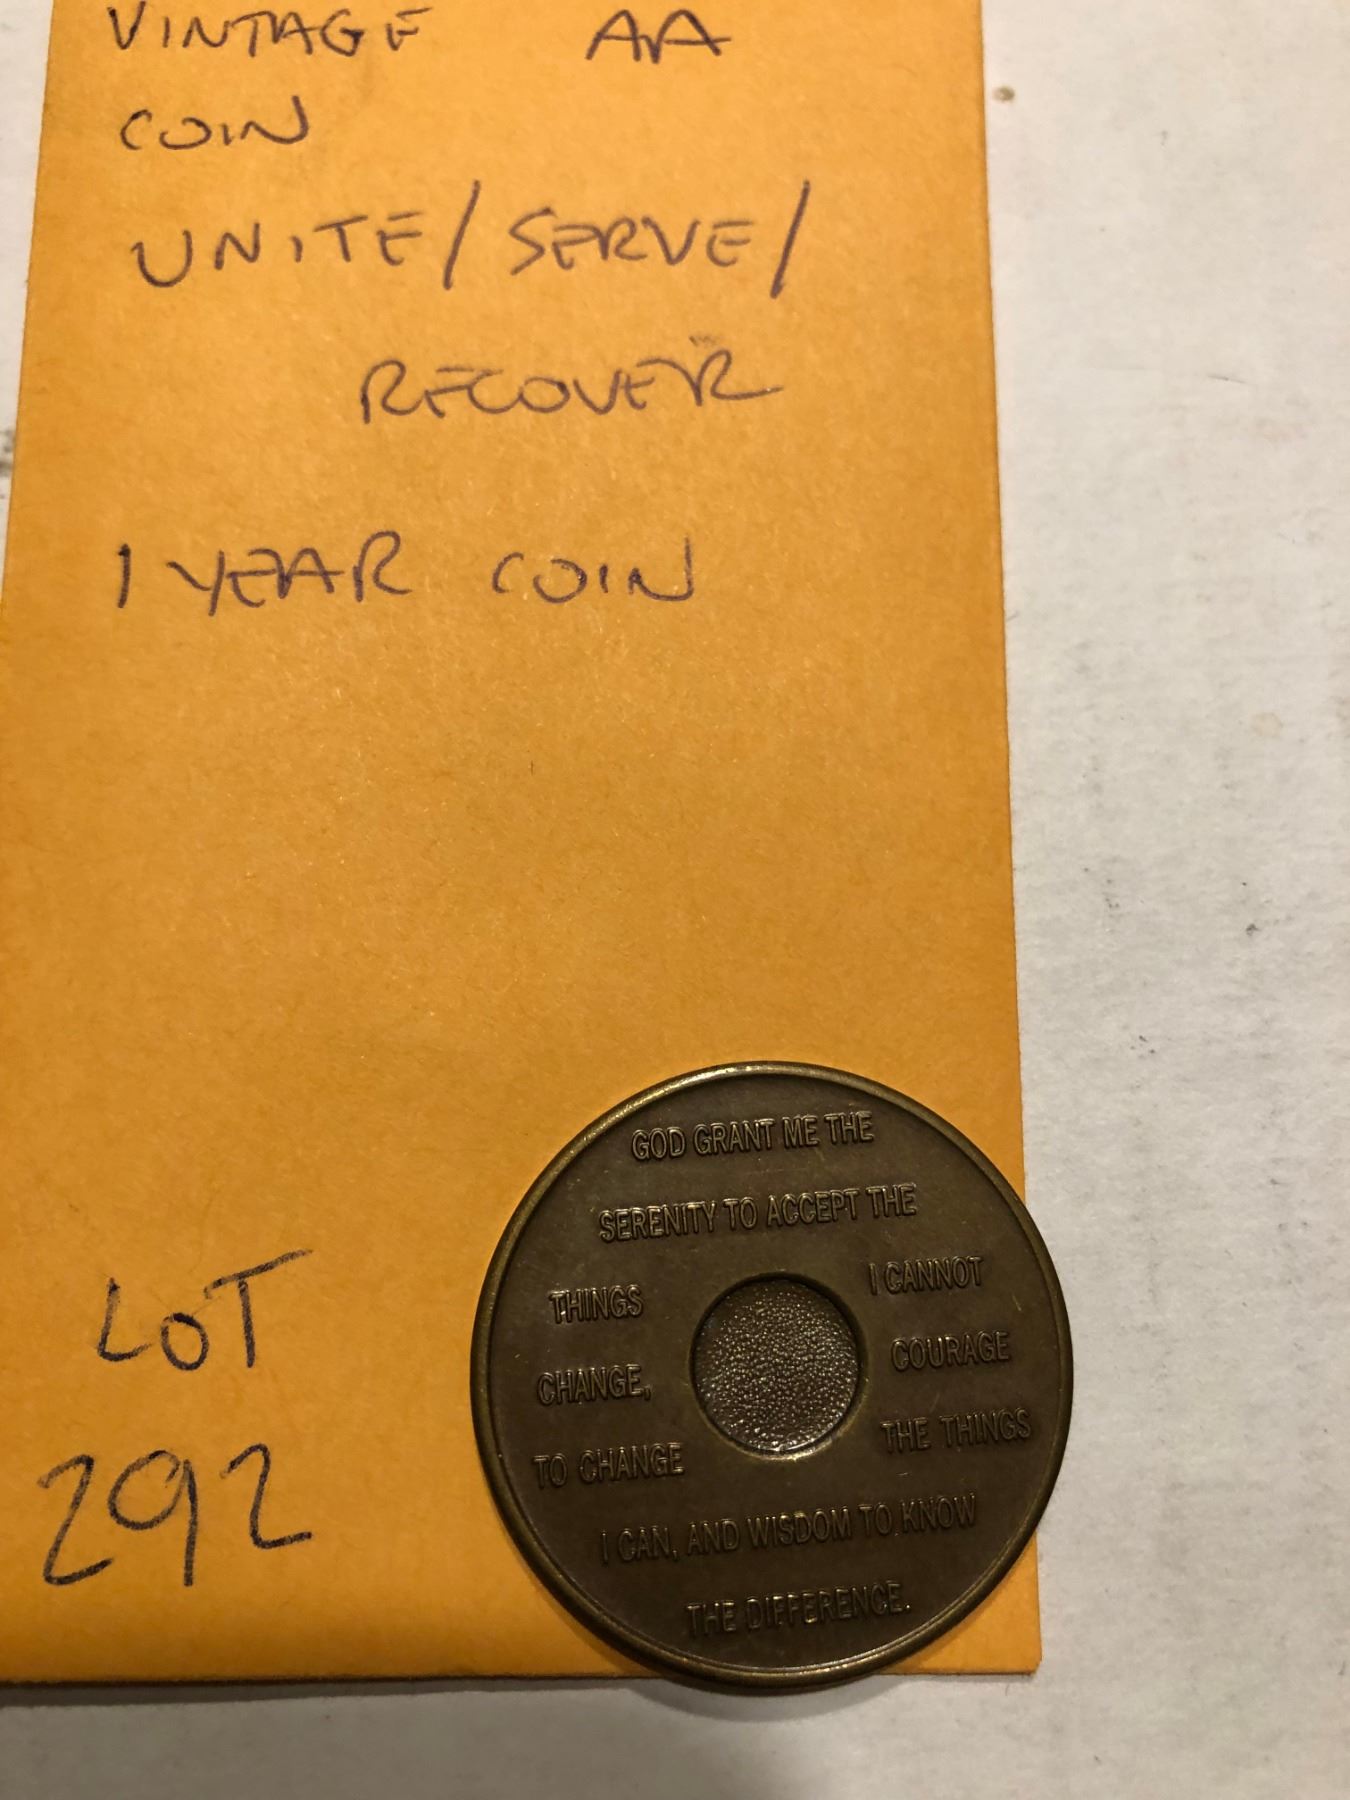 VINTAGE AA
COIN
UNITE/SERVE/
RECOVER
1 YEAR COIN
LOT
292
GOD GRANT ME THE
SERENITY TO ACCEPT THE
THINGS I CANNOT
CHANGE, COURAGE
TO CHANGE THE THINGS
I CAN, AND WISDOM TO KNOW
THE DIFFERENCE.